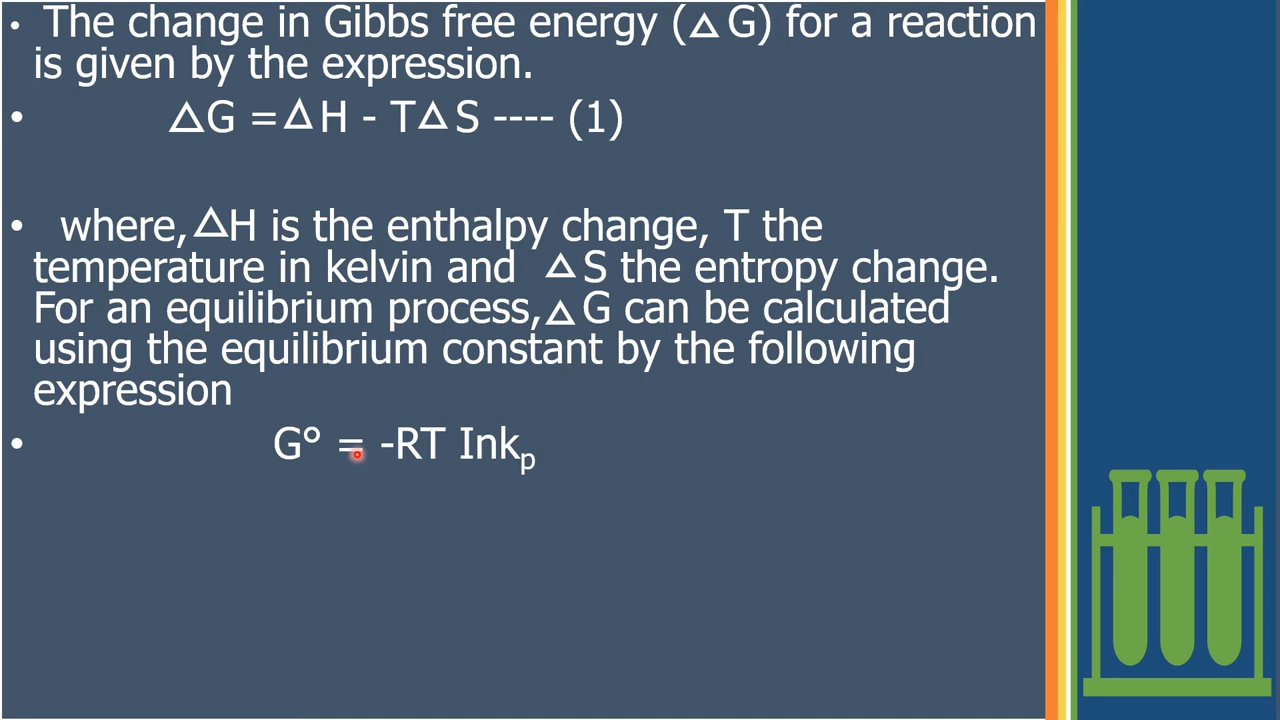 • The change in Gibbs free energy (△ G) for a reaction
is given by the expression.
• △G =△H - T△S ---- (1)
• where,△H is the enthalpy change, T the
temperature in kelvin and △S the entropy change.
For an equilibrium process,△G can be calculated
using the equilibrium constant by the following
expression
• G° = -RT Inkₚ